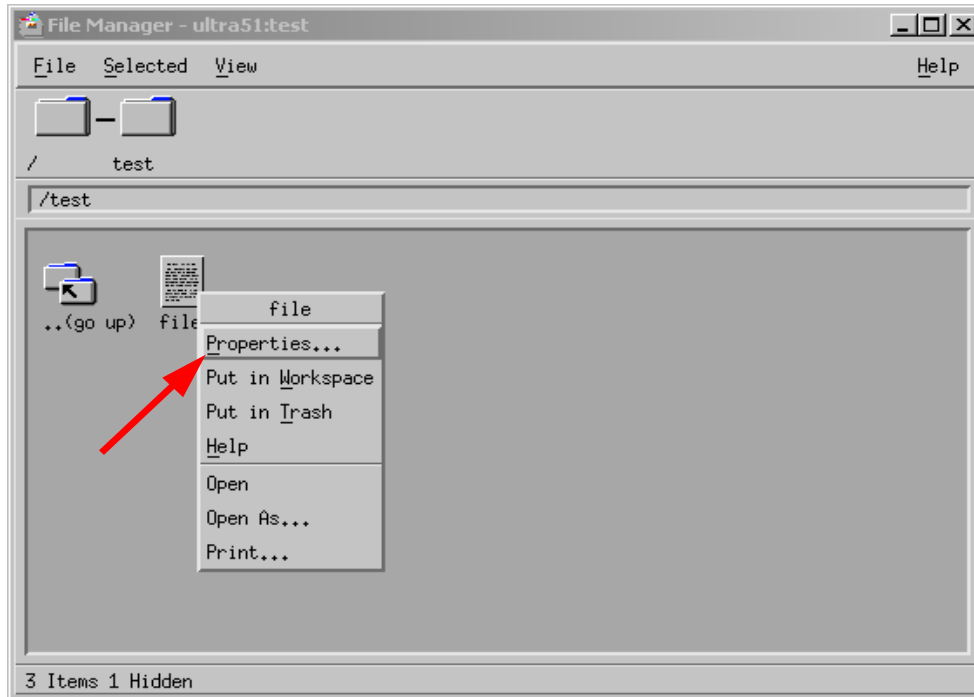 File Manager - ultra51:test
File Selected View Help
/ test
/test
..(go up) file
file
Properties...
Put in Workspace
Put in Trash
Help
Open
Open As...
Print...
3 Items 1 Hidden